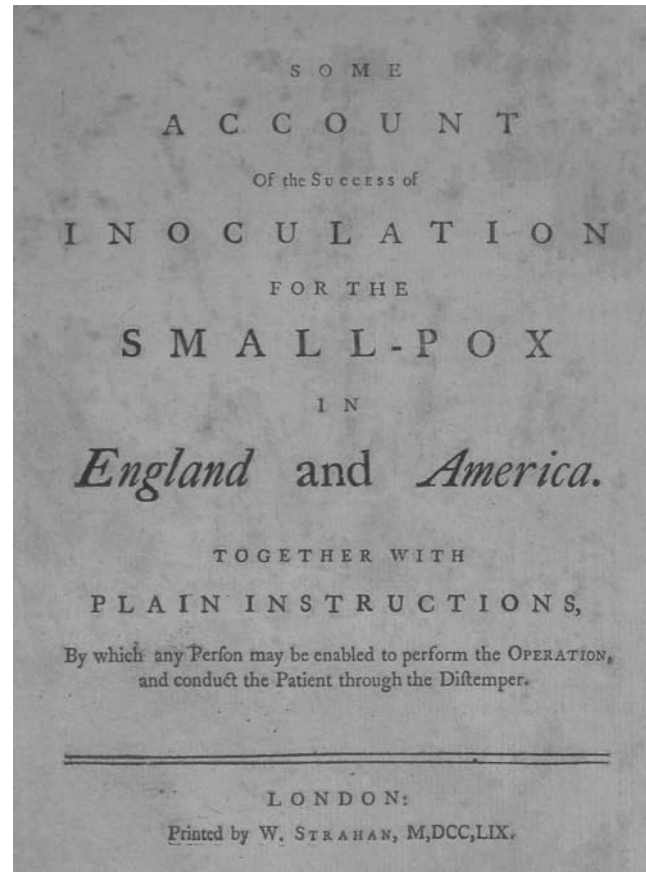 SOME
ACCOUNT
Of the SUCCESS of
INOCULATION
FOR THE
SMALL-POX
IN
England and America.
TOGETHER WITH
PLAIN INSTRUCTIONS,
By which any Perſon may be enabled to perform the OPERATION,
and conduct the Patient through the Diſtemper.
LONDON:
Printed by W. STRAHAN, M,DCC,LIX.